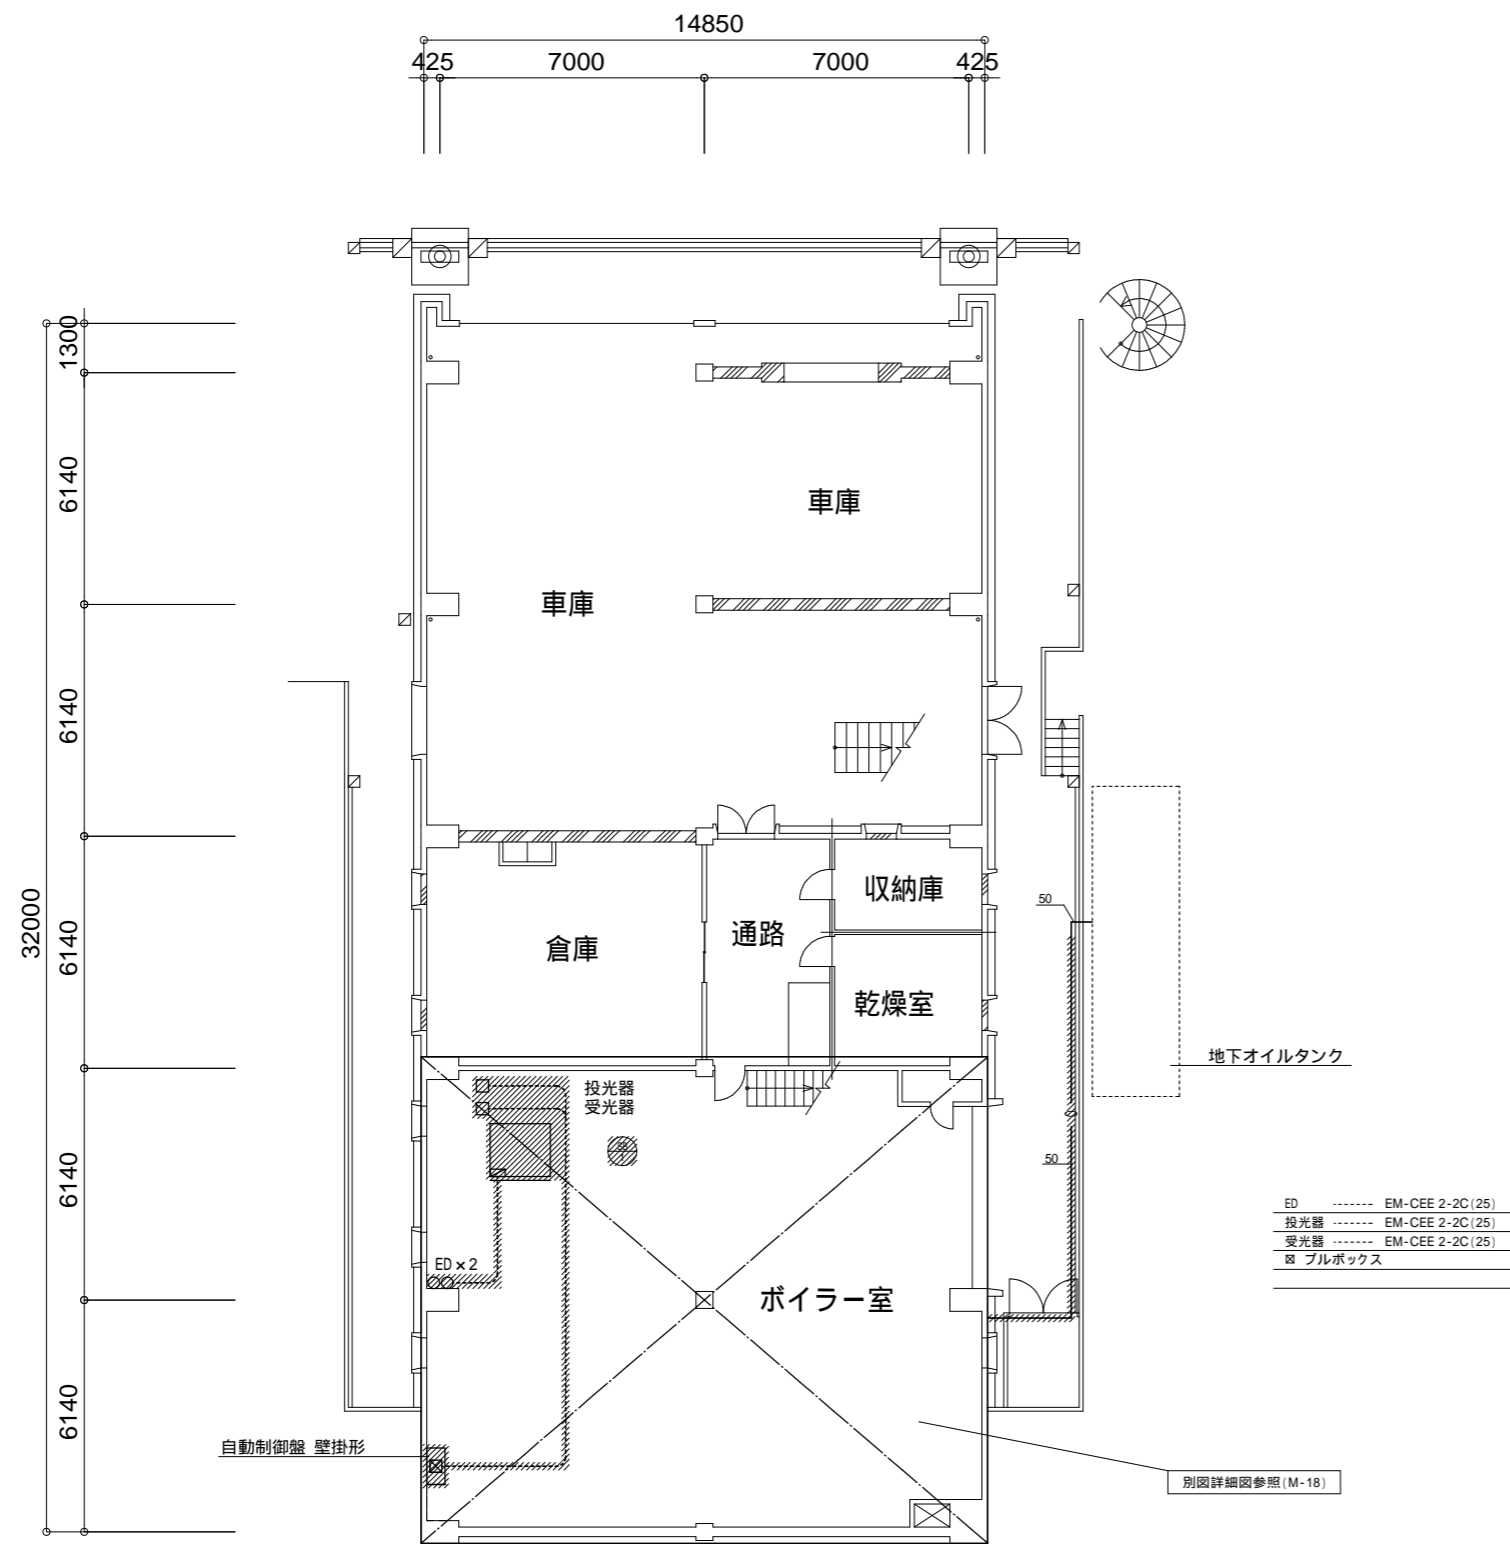 14850
425
7000
7000
425
1300
6140
6140
6140
6140
6140
32000
車庫
車庫
収納庫
通路
倉庫
乾燥室
50
地下オイルタンク
投光器
受光器
50
ED ------- EM-CEE 2-2C(25)
投光器 ------- EM-CEE 2-2C(25)
受光器 ------- EM-CEE 2-2C(25)
プルボックス
ED×2
ボイラー室
自動制御盤 壁掛形
別図詳細図参照(M-18)